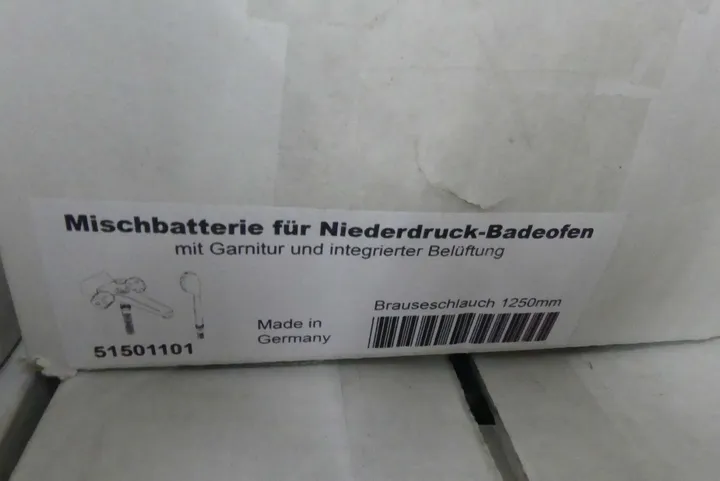 Mischbatterie für Niederdruck-Badeofen
mit Garnitur und integrierter Belüftung
Brauseschlauch 1250mm
Made in
Germany
51501101